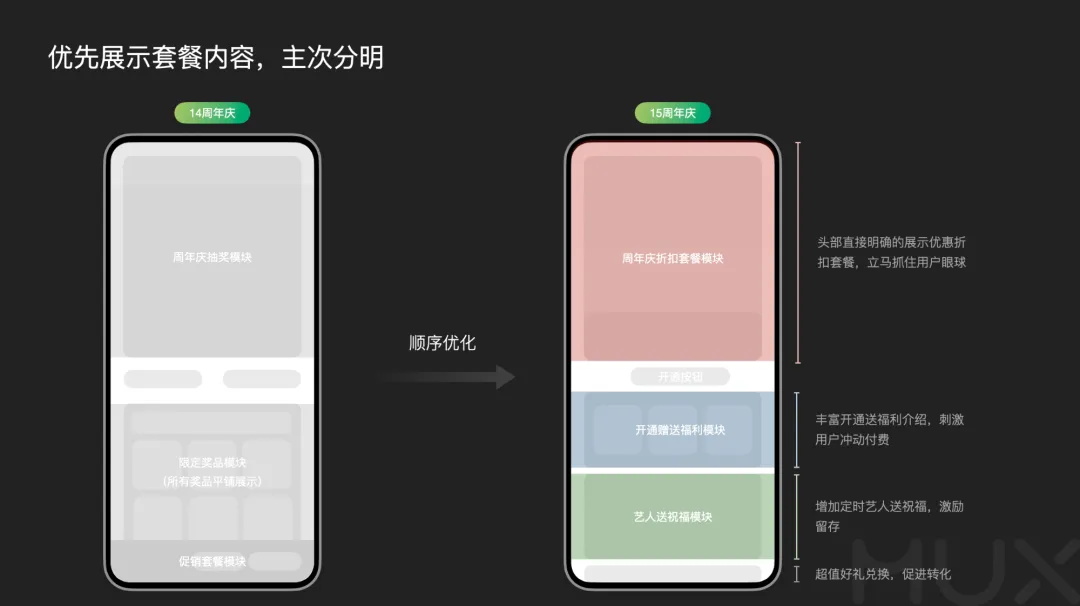 优先展示套餐内容，主次分明
14周年庆
周年庆抽奖模块
限定奖品模块
（所有奖品平铺展示）
促销套餐模块
顺序优化
15周年庆
周年庆折扣套餐模块
开通按钮
开通赠送福利模块
艺人送祝福模块
头部直接明确的展示优惠折
扣套餐，立马抓住用户眼球
丰富开通送福利介绍，刺激
用户冲动付费
增加定时艺人送祝福，激励
留存
超值好礼兑换，促进转化
MUX